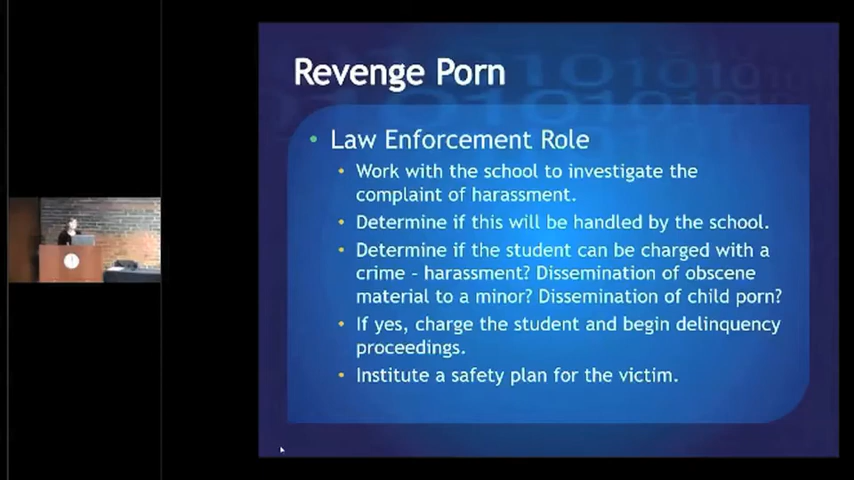 Revenge Porn
• Law Enforcement Role
• Work with the school to investigate the
complaint of harassment.
• Determine if this will be handled by the school.
• Determine if the student can be charged with a
crime – harassment? Dissemination of obscene
material to a minor? Dissemination of child porn?
• If yes, charge the student and begin delinquency
proceedings.
• Institute a safety plan for the victim.